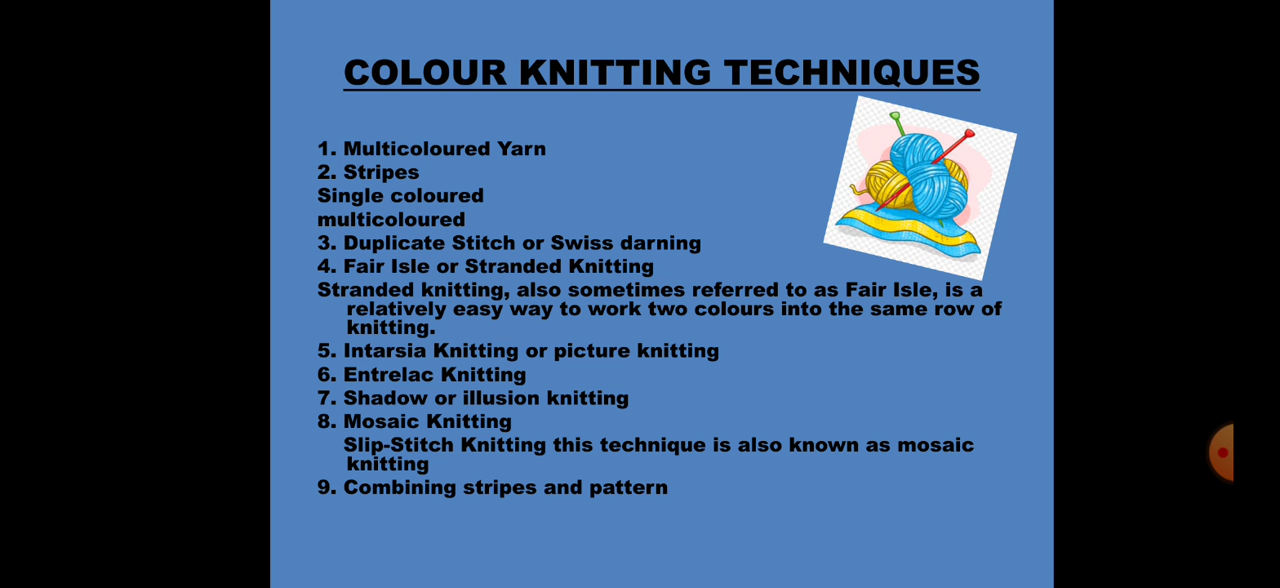 COLOUR KNITTING TECHNIQUES
1. Multicoloured Yarn
2. Stripes
Single coloured
multicoloured
3. Duplicate Stitch or Swiss darning
4. Fair Isle or Stranded Knitting
Stranded knitting, also sometimes referred to as Fair Isle, is a
relatively easy way to work two colours into the same row of
knitting.
5. Intarsia Knitting or picture knitting
6. Entrelac Knitting
7. Shadow or illusion knitting
8. Mosaic Knitting
Slip-Stitch Knitting this technique is also known as mosaic
knitting
9. Combining stripes and pattern